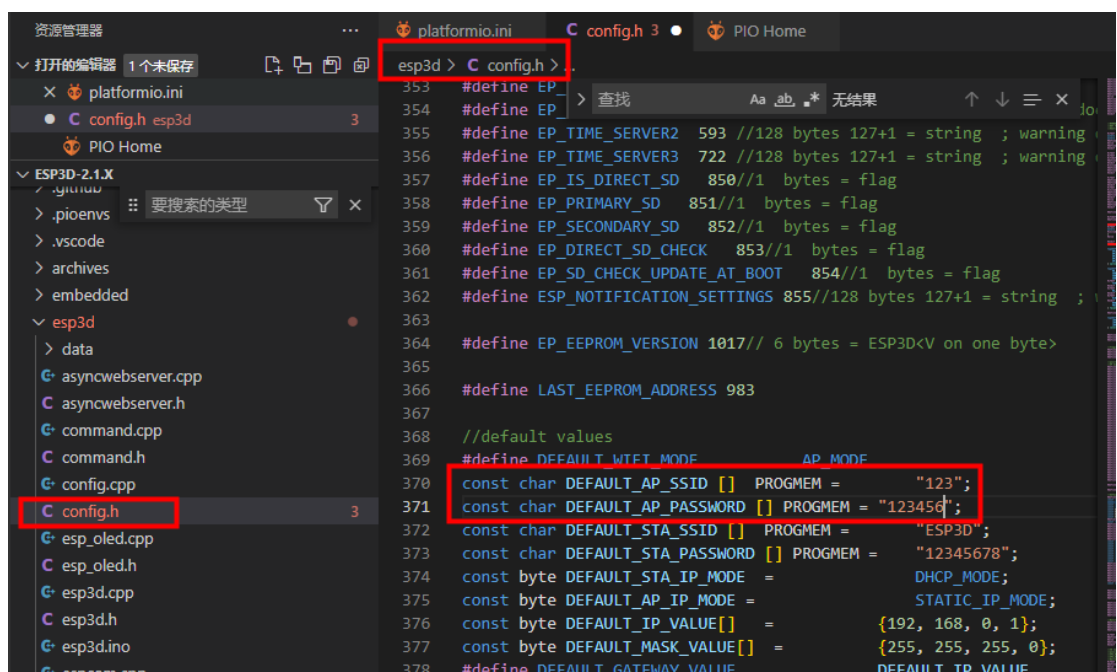 资源管理器
打开的编辑器 1个未保存
platformio.ini
config.h esp3d 3
PIO Home
ESP3D-2.1.X
.github
要搜索的类型
.pioenvs
.vscode
archives
embedded
esp3d
data
asyncwebserver.cpp
asyncwebserver.h
command.cpp
command.h
config.cpp
config.h 3
esp_oled.cpp
esp_oled.h
esp3d.cpp
esp3d.h
esp3d.ino
platformio.ini config.h 3 PIO Home
esp3d > config.h > ..
查找 Aa ab 无结果
353 #define EP_
354 #define EP_
355 #define EP_TIME_SERVER2 593 //128 bytes 127+1 = string ; warning
356 #define EP_TIME_SERVER3 722 //128 bytes 127+1 = string ; warning
357 #define EP_IS_DIRECT_SD 850//1 bytes = flag
358 #define EP_PRIMARY_SD 851//1 bytes = flag
359 #define EP_SECONDARY_SD 852//1 bytes = flag
360 #define EP_DIRECT_SD_CHECK 853//1 bytes = flag
361 #define EP_SD_CHECK_UPDATE_AT_BOOT 854//1 bytes = flag
362 #define ESP_NOTIFICATION_SETTINGS 855//128 bytes 127+1 = string ;
363
364 #define EP_EEPROM_VERSION 1017// 6 bytes = ESP3D<V on one byte>
365
366 #define LAST_EEPROM_ADDRESS 983
367
368 //default values
369 #define DEFAULT_WIFI_MODE AP_MODE
370 const char DEFAULT_AP_SSID [] PROGMEM = "123";
371 const char DEFAULT_AP_PASSWORD [] PROGMEM = "123456";
372 const char DEFAULT_STA_SSID [] PROGMEM = "ESP3D";
373 const char DEFAULT_STA_PASSWORD [] PROGMEM = "12345678";
374 const byte DEFAULT_STA_IP_MODE = DHCP_MODE;
375 const byte DEFAULT_AP_IP_MODE = STATIC_IP_MODE;
376 const byte DEFAULT_IP_VALUE[] = {192, 168, 0, 1};
377 const byte DEFAULT_MASK_VALUE[] = {255, 255, 255, 0};
378 #define DEFAULT_GATEWAY_VALUE DEFAULT_IP_VALUE